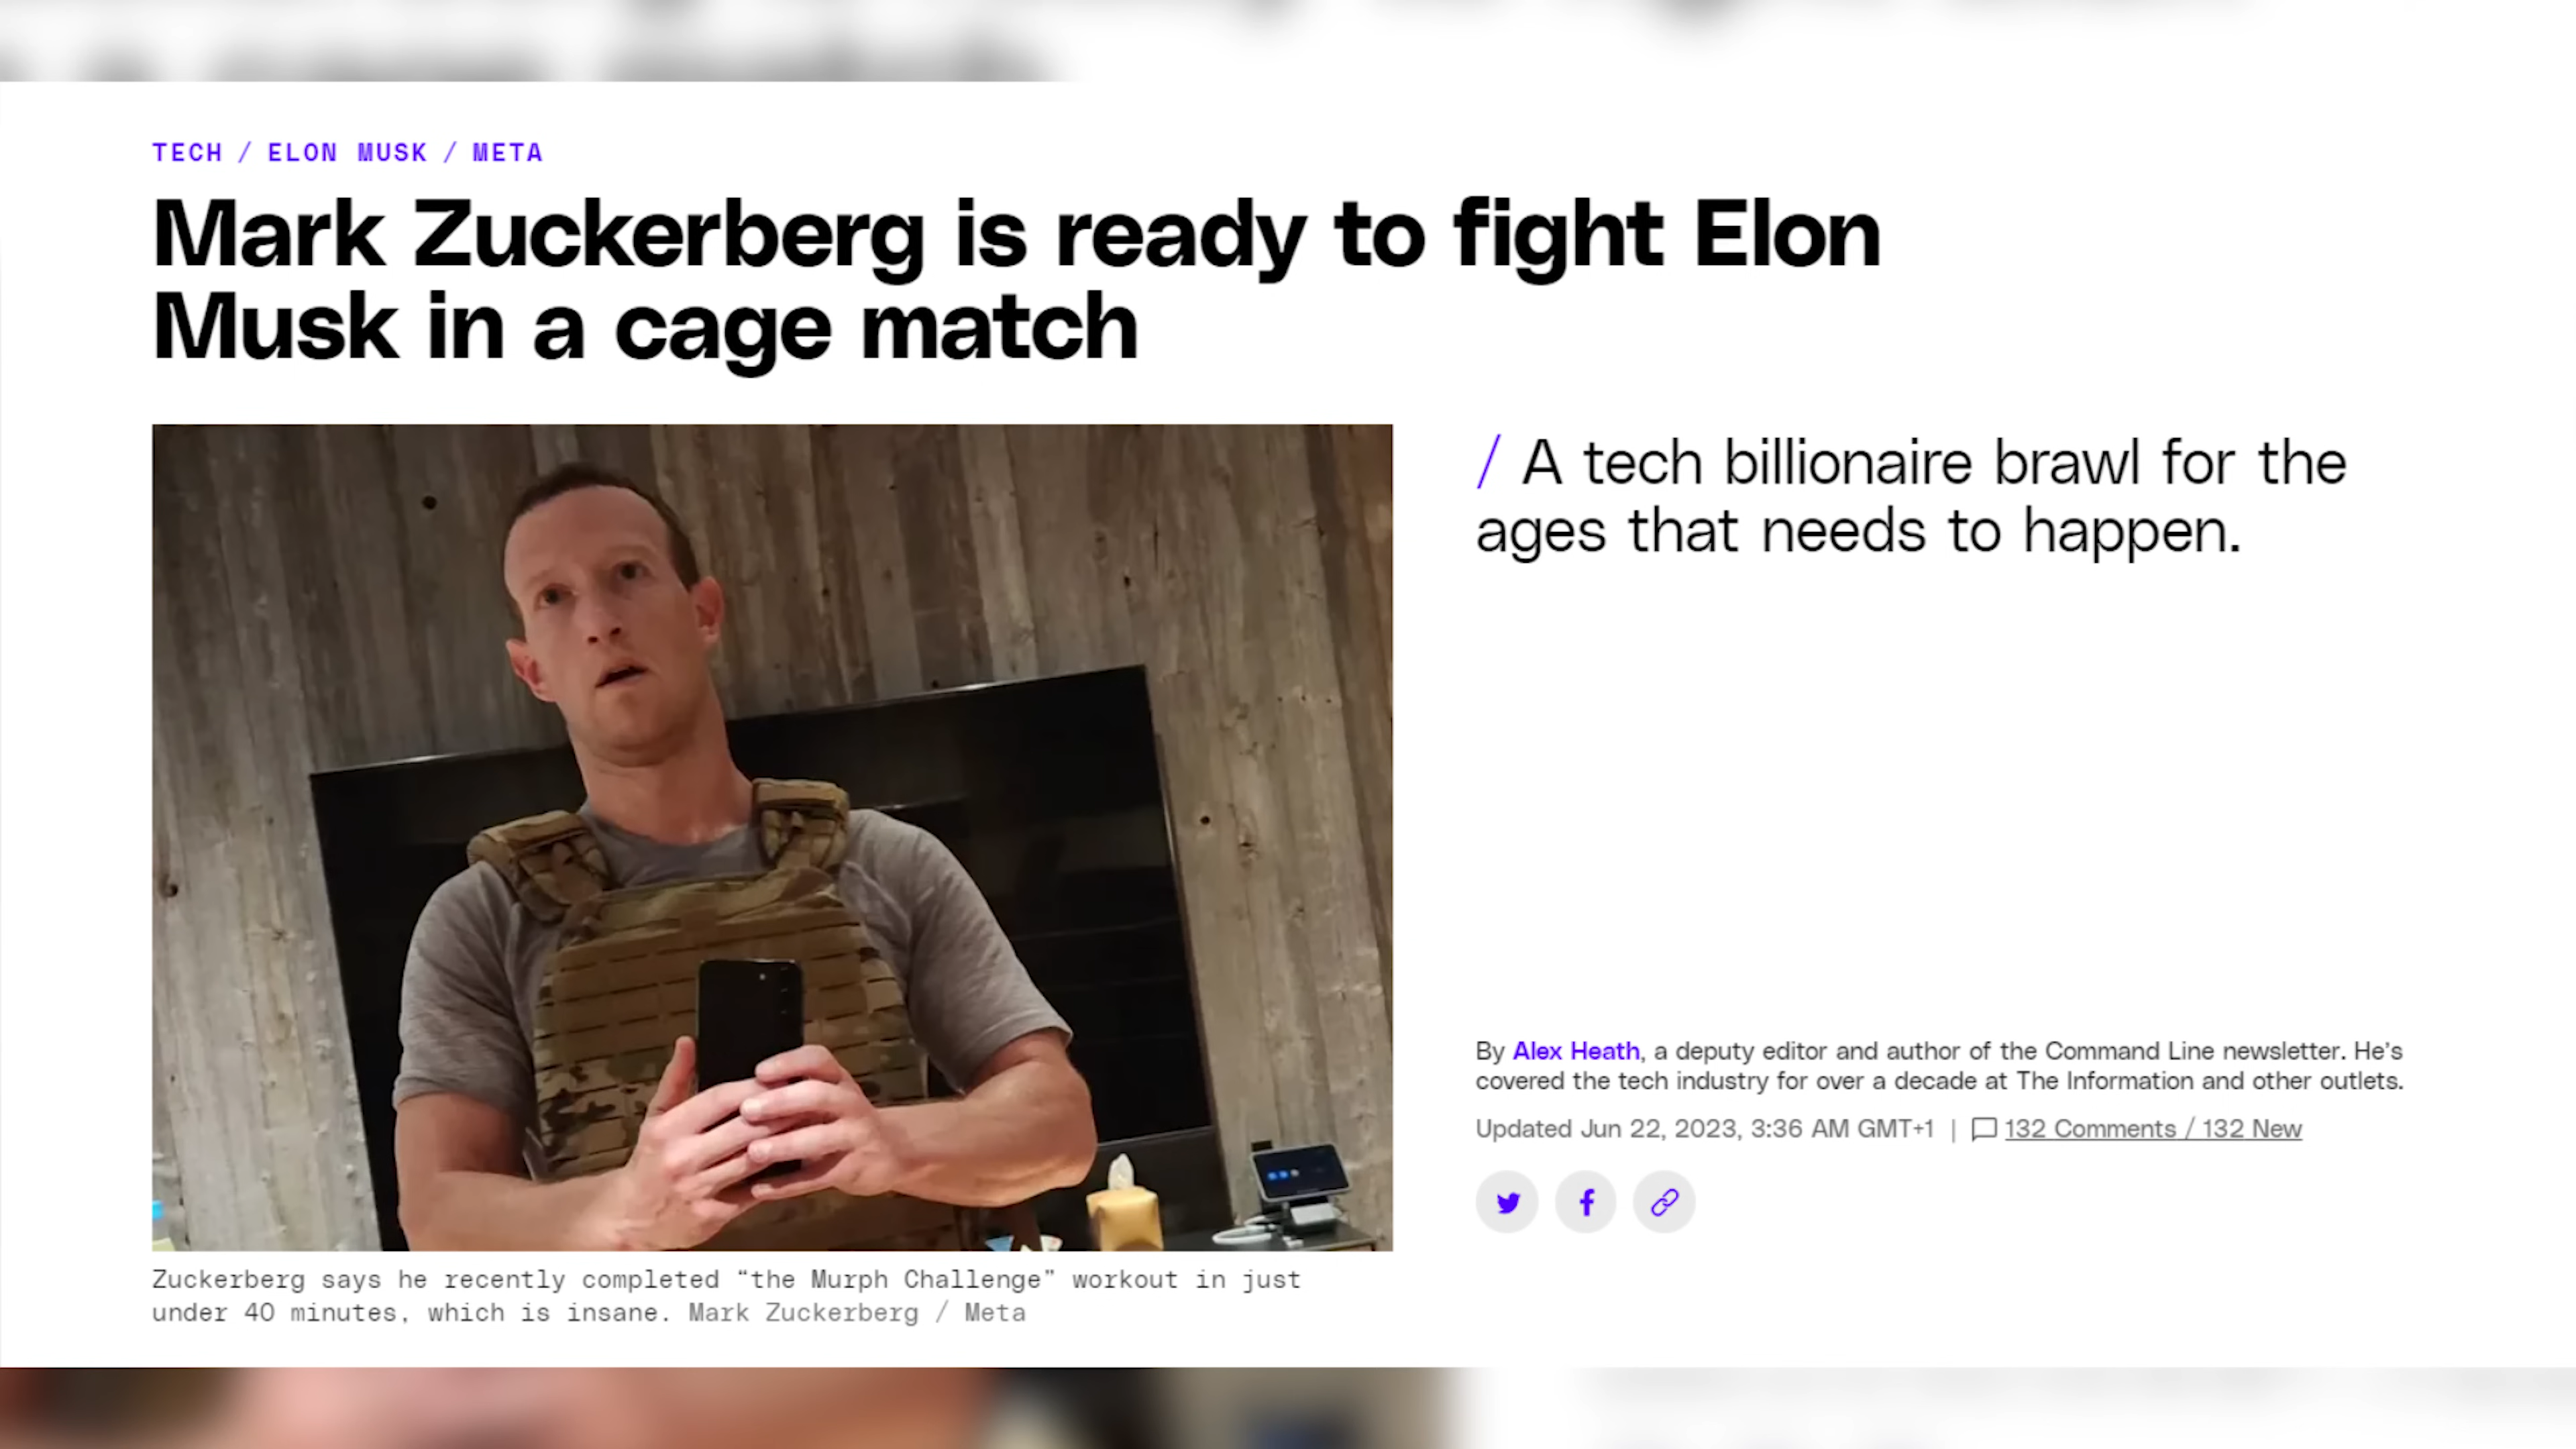 TECH / ELON MUSK / META
Mark Zuckerberg is ready to fight Elon
Musk in a cage match
/ A tech billionaire brawl for the
ages that needs to happen.
By Alex Heath, a deputy editor and author of the Command Line newsletter. He’s
covered the tech industry for over a decade at The Information and other outlets.
Updated Jun 22, 2023, 3:36 AM GMT+1 | 132 Comments / 132 New
Zuckerberg says he recently completed “the Murph Challenge” workout in just
under 40 minutes, which is insane. Mark Zuckerberg / Meta